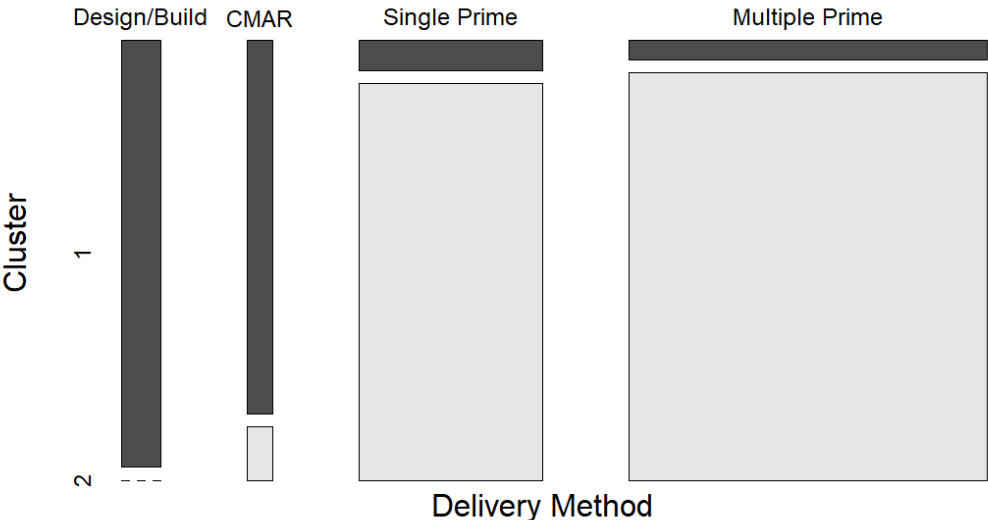 Design/Build
CMAR
Single Prime
Multiple Prime
Cluster
1
2
Delivery Method